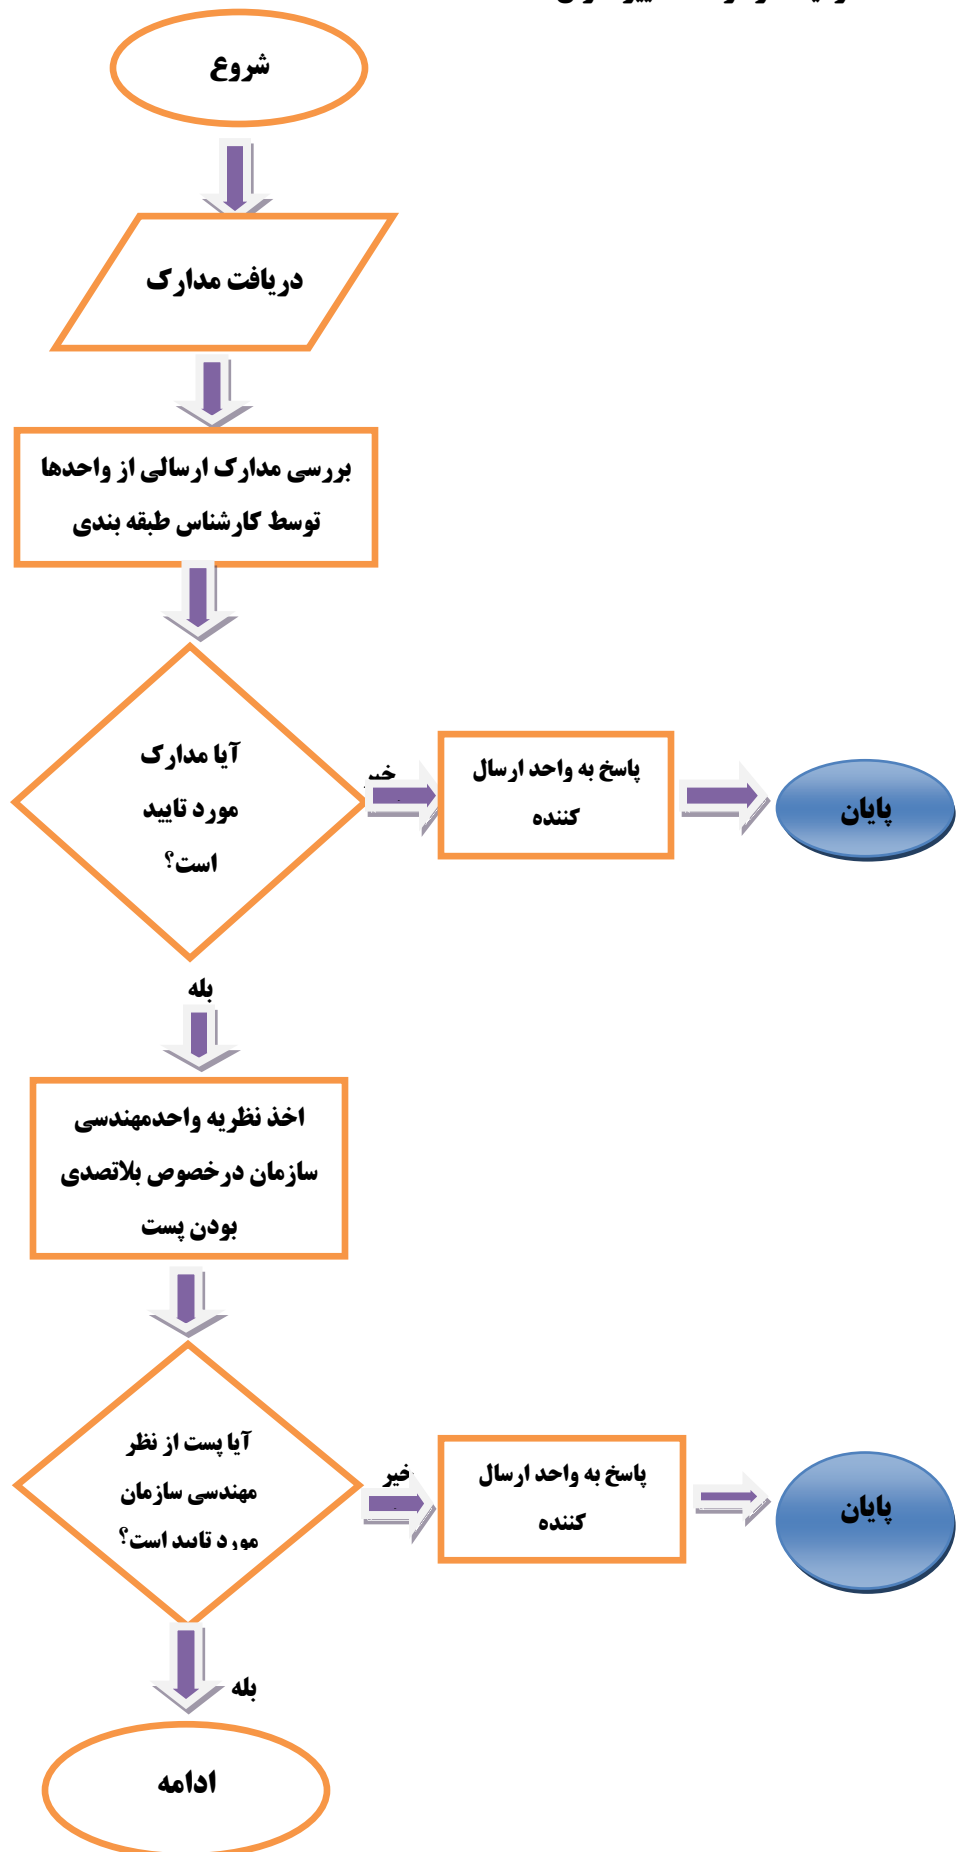 شروع
دریافت مدارک
بررسی مدارک ارسالی از واحدها
توسط کارشناس طبقه بندی
آیا مدارک
مورد تایید
است؟
خیر
پاسخ به واحد ارسال
کننده
پایان
بله
اخذ نظریه واحدمهندسی
سازمان درخصوص بلاتصدی
بودن پست
آیا پست از نظر
مهندسی سازمان
مورد تایید است؟
خیر
پاسخ به واحد ارسال
کننده
پایان
بله
ادامه